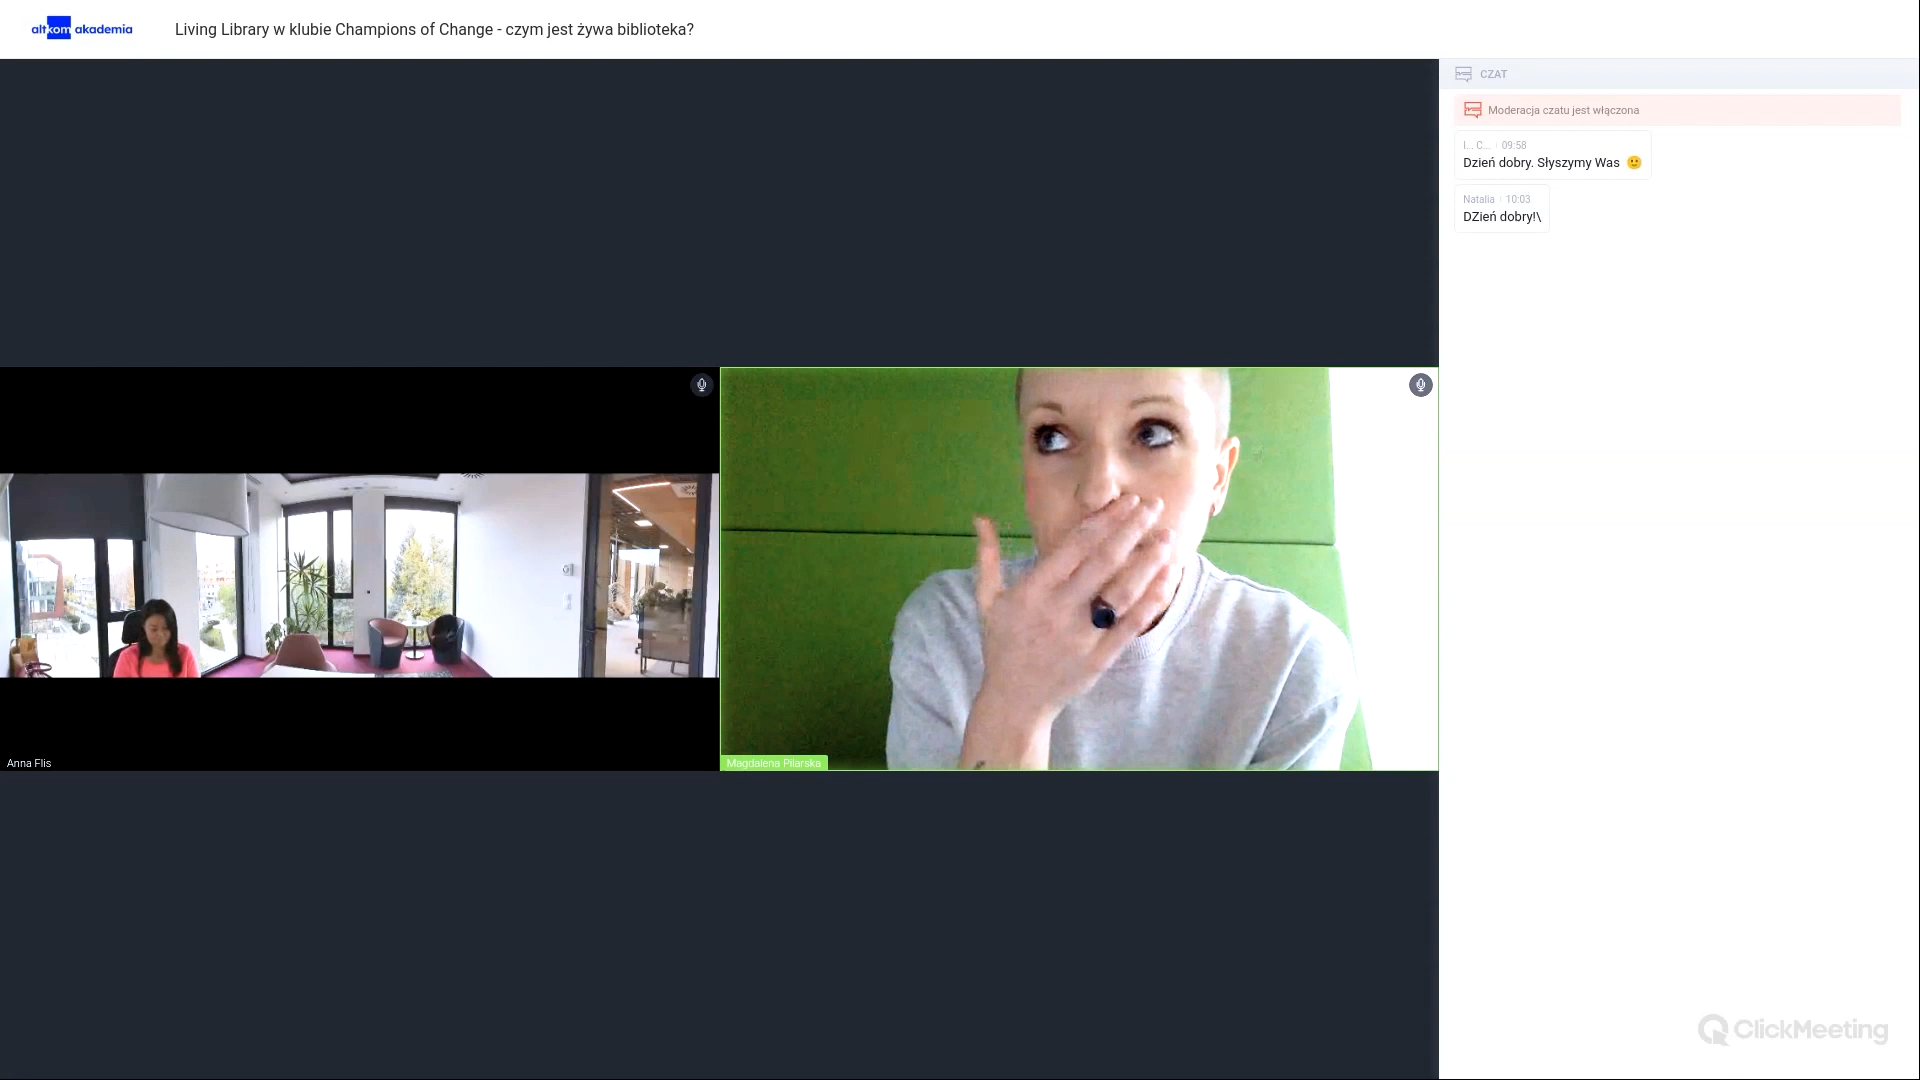 altkom akademia
Living Library w klubie Champions of Change - czym jest żywa biblioteka?
CZAT
Moderacja czatu jest włączona
I... C... 09:58
Dzień dobry. Słyszymy Was 🙂
Natalia 10:03
DZień dobry!\
Anna Flis
Magdalena Pilarska
ClickMeeting